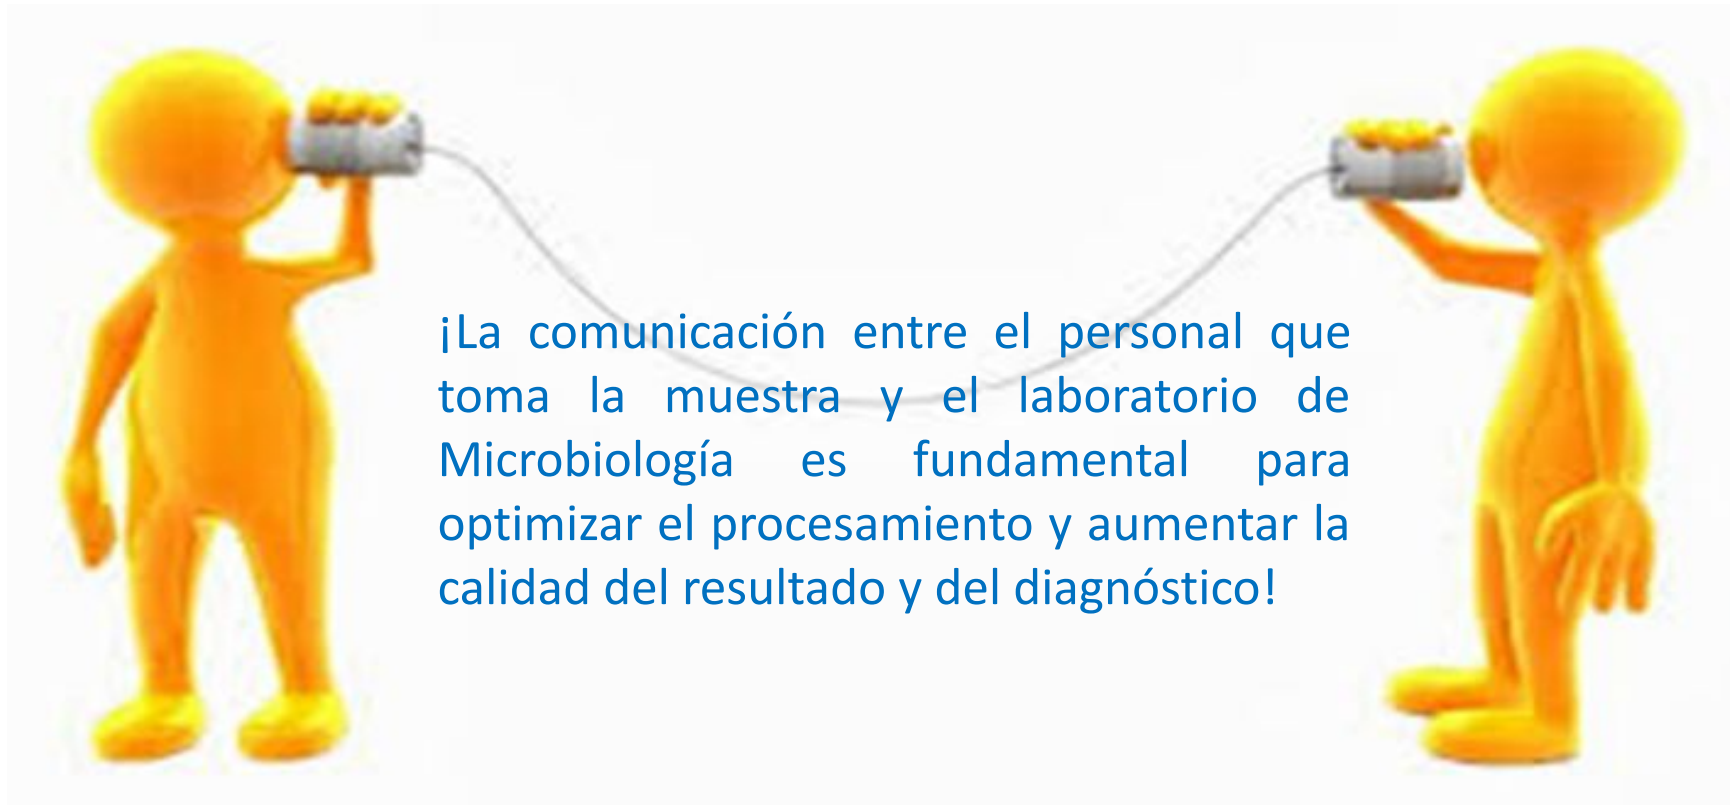 ¡La comunicación entre el personal que
toma la muestra y el laboratorio de
Microbiología es fundamental para
optimizar el procesamiento y aumentar la
calidad del resultado y del diagnóstico!